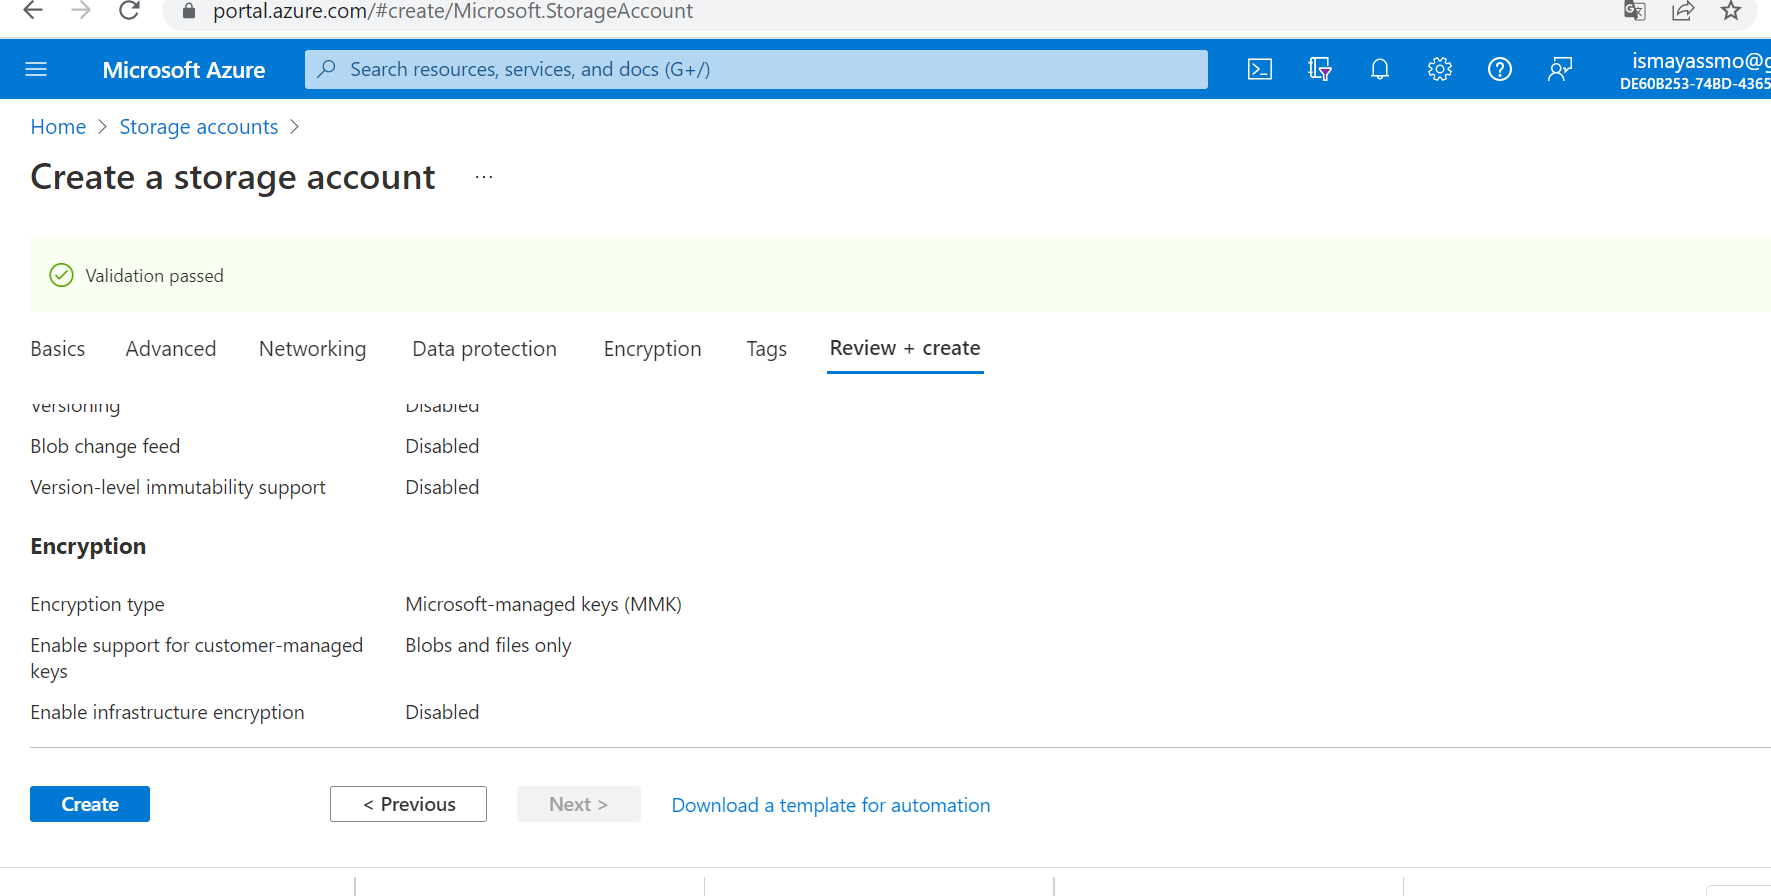 portal.azure.com/#create/Microsoft.StorageAccount
Microsoft Azure
Search resources, services, and docs (G+/)
ismayassmo@g
DE60B253-74BD-4365
Home > Storage accounts >
Create a storage account ...
Validation passed
Basics Advanced Networking Data protection Encryption Tags Review + create
Versioning Disabled
Blob change feed Disabled
Version-level immutability support Disabled
Encryption
Encryption type Microsoft-managed keys (MMK)
Enable support for customer-managed Blobs and files only
keys
Enable infrastructure encryption Disabled
Create < Previous Next > Download a template for automation